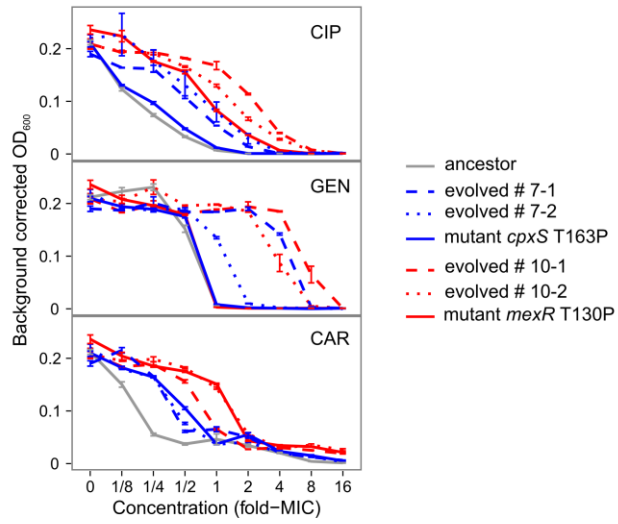 CIP
0.2
0.1
0
GEN
0.2
0.1
0
CAR
0.2
0.1
0
Background corrected OD600
0 1/8 1/4 1/2 1 2 4 8 16
Concentration (fold−MIC)
ancestor
evolved # 7-1
evolved # 7-2
mutant cpxS T163P
evolved # 10-1
evolved # 10-2
mutant mexR T130P